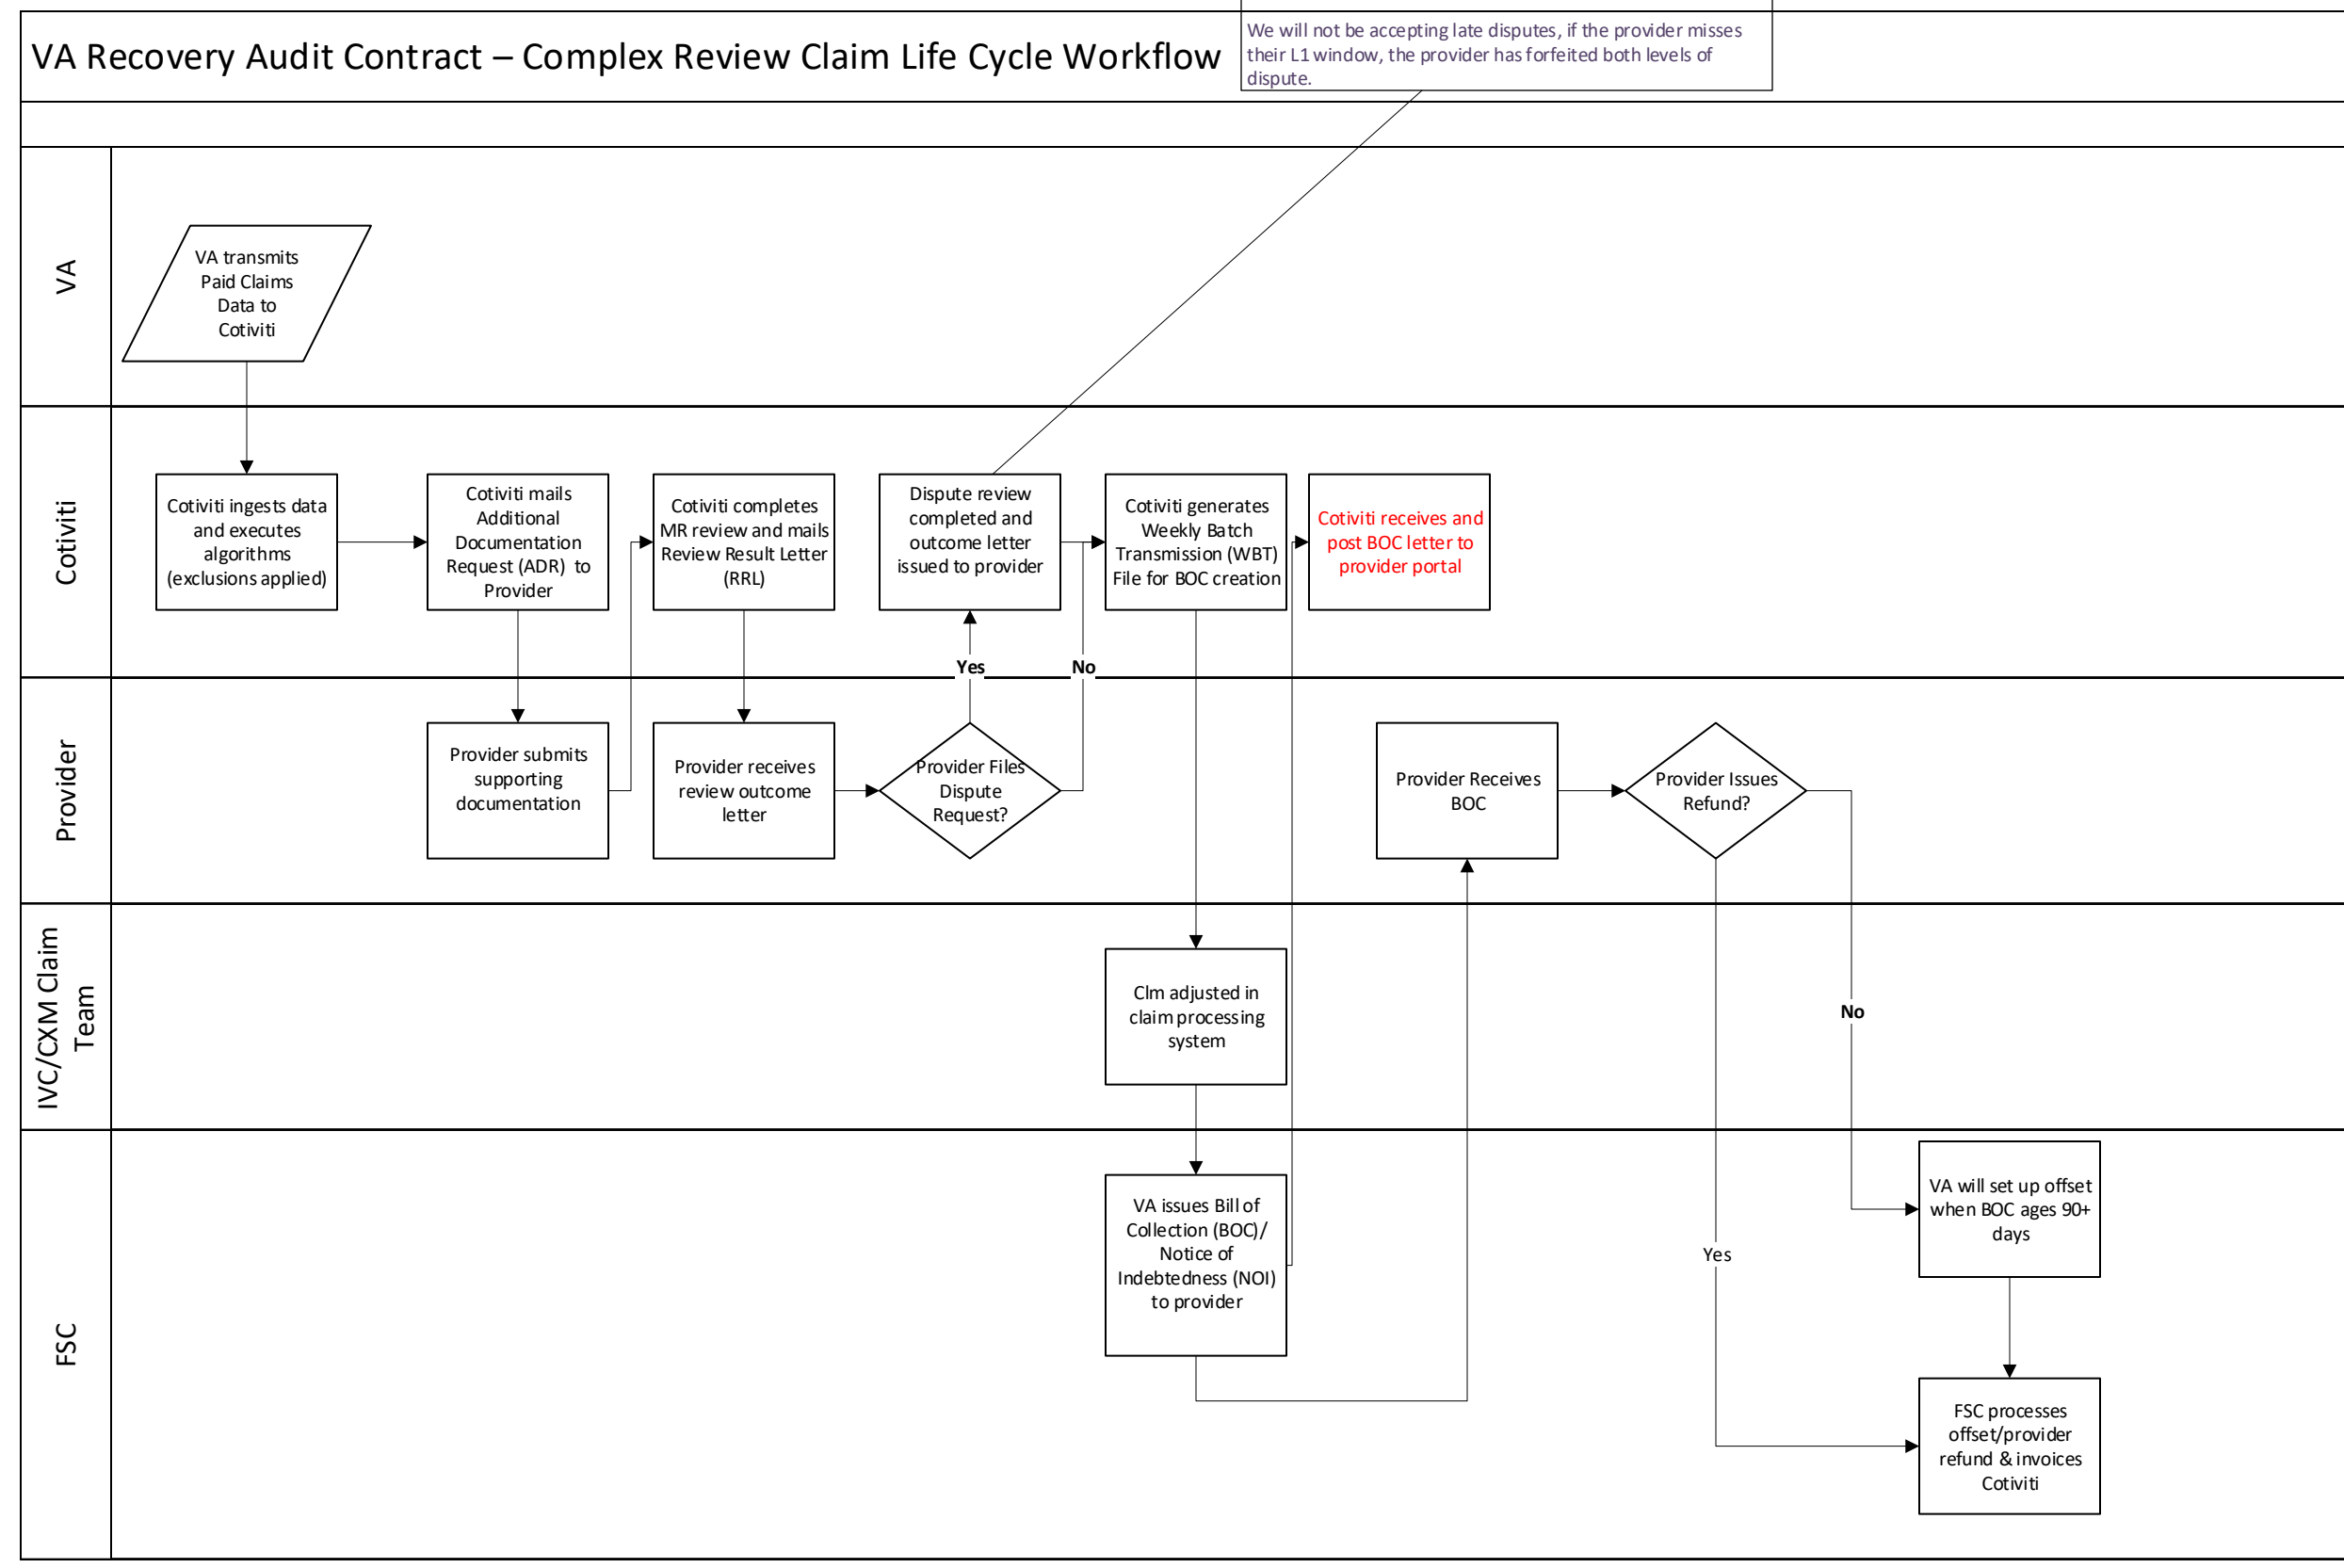 VA Recovery Audit Contract – Complex Review Claim Life Cycle Workflow
We will not be accepting late disputes, if the provider misses
their L1 window, the provider has forfeited both levels of
dispute.
VA
VA transmits
Paid Claims
Data to
Cotiviti
Cotiviti
Cotiviti ingests data
and executes
algorithms
(exclusions applied)
Cotiviti mails
Additional
Documentation
Request (ADR) to
Provider
Cotiviti completes
MR review and mails
Review Result Letter
(RRL)
Dispute review
completed and
outcome letter
issued to provider
Cotiviti generates
Weekly Batch
Transmission (WBT)
File for BOC creation
Cotiviti receives and
post BOC letter to
provider portal
Yes
No
Provider
Provider submits
supporting
documentation
Provider receives
review outcome
letter
Provider Files
Dispute
Request?
Provider Receives
BOC
Provider Issues
Refund?
IVC/CXM Claim
Team
Clm adjusted in
claim processing
system
No
FSC
VA issues Bill of
Collection (BOC)/
Notice of
Indebtedness (NOI)
to provider
Yes
VA will set up offset
when BOC ages 90+
days
FSC processes
offset/provider
refund & invoices
Cotiviti